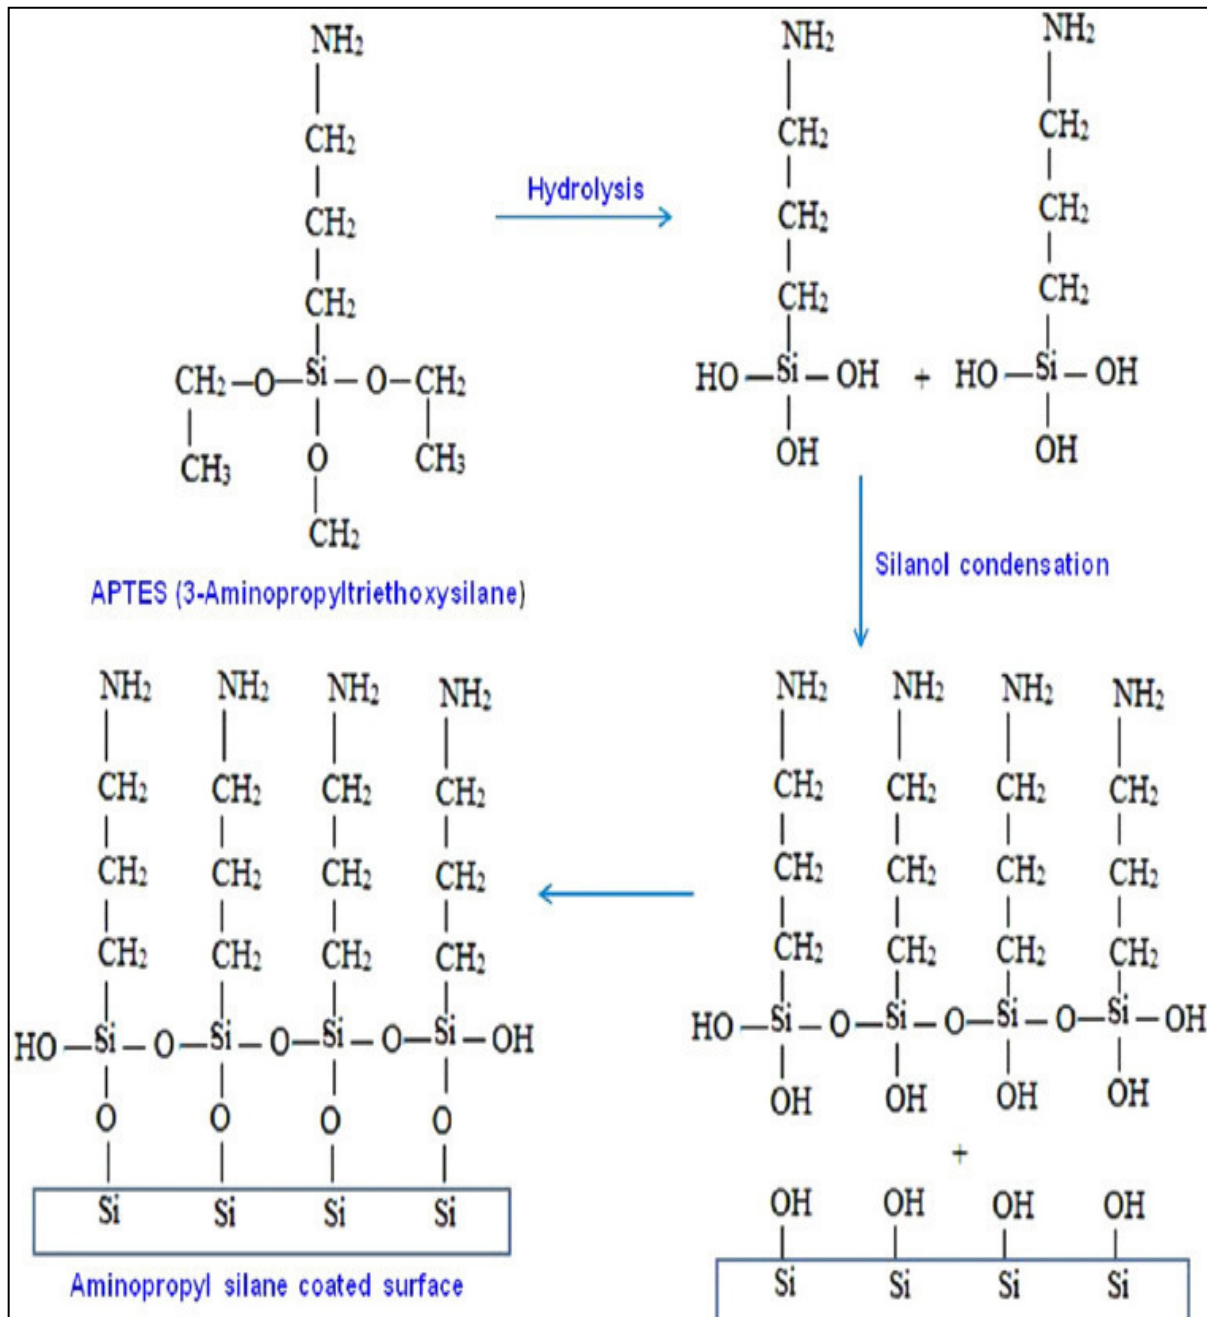 NH₂ NH₂ NH₂
CH₂ CH₂ CH₂
Hydrolysis
CH₂ CH₂ CH₂
CH₂ CH₂ CH₂
CH₂–O–Si–O–CH₂ HO–Si–OH + HO–Si–OH
CH₃ O CH₃ OH OH
CH₂
APTES (3-Aminopropyltriethoxysilane)
Silanol condensation
NH₂ NH₂ NH₂ NH₂
CH₂ CH₂ CH₂ CH₂
CH₂ CH₂ CH₂ CH₂
CH₂ CH₂ CH₂ CH₂
HO–Si–O–Si–O–Si–O–Si–OH
O O O O
Si Si Si Si
Aminopropyl silane coated surface
NH₂ NH₂ NH₂ NH₂
CH₂ CH₂ CH₂ CH₂
CH₂ CH₂ CH₂ CH₂
CH₂ CH₂ CH₂ CH₂
HO–Si–O–Si–O–Si–O–Si–OH
OH OH OH OH
+
OH OH OH OH
Si Si Si Si